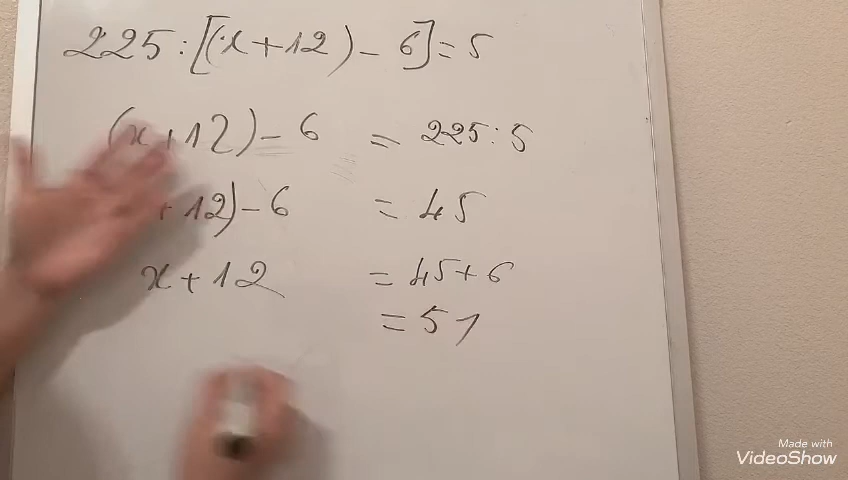 225:[(x+12)-6]=5
(x+12)-6 = 225:5
+12)-6 = 45
x+12 = 45+6
= 51
Made with
VideoShow